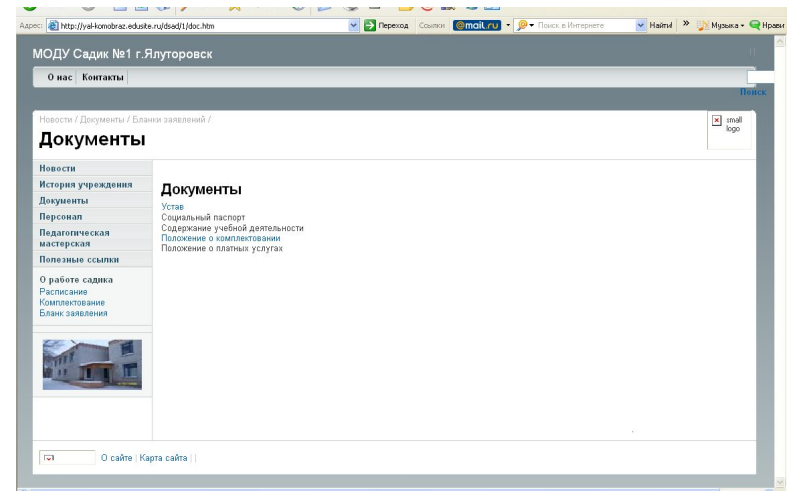 Адрес: http://yal-komobraz.edusite.ru/dsad/1/doc.htm Переход Ссылки @mail.ru Поиск в Интернете Найти! » Музыка
МОДУ Садик №1 г.Ялуторовск
О нас Контакты
Поиск
Новости / Документы / Бланки заявлений /
small
logo
Документы
Новости
История учреждения
Документы
Персонал
Педагогическая
мастерская
Полезные ссылки
О работе садика
Расписание
Комплектование
Бланк заявления
Документы
Устав
Социальный паспорт
Содержание учебной деятельности
Положение о комплектовании
Положение о платных услугах
О сайте | Карта сайта | |